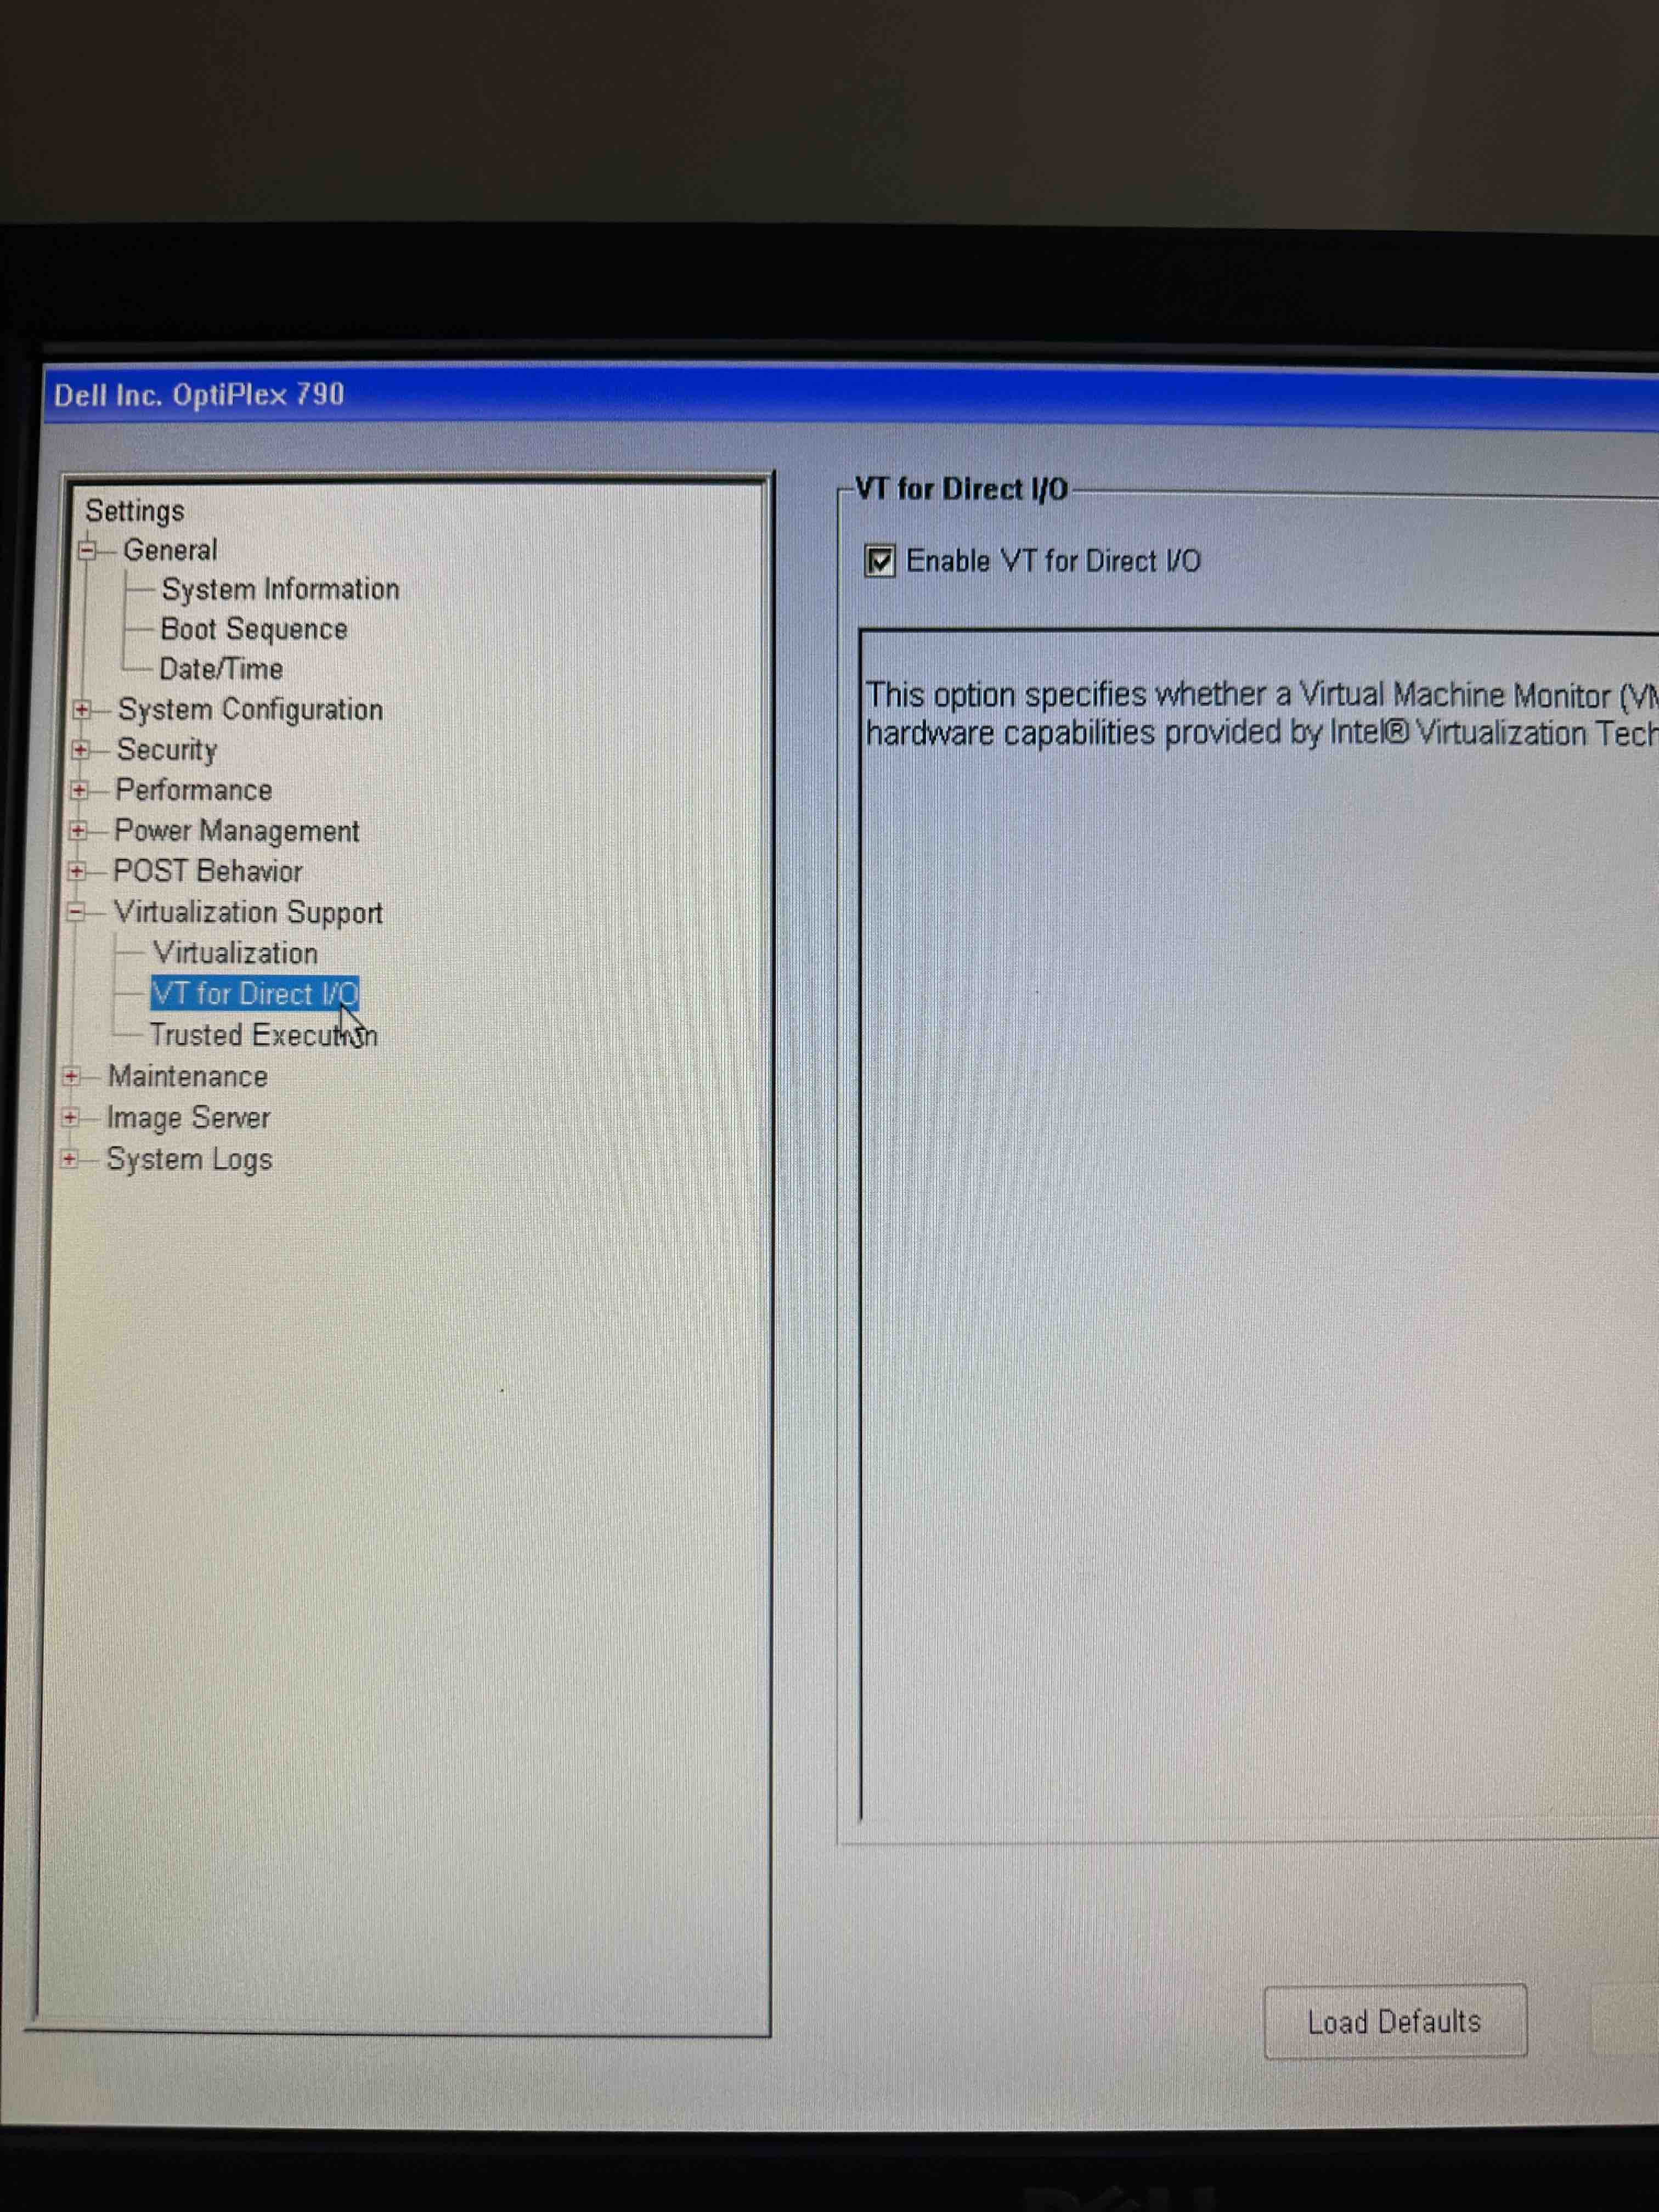 Dell Inc. OptiPlex 790
Settings
General
System Information
Boot Sequence
Date/Time
System Configuration
Security
Performance
Power Management
POST Behavior
Virtualization Support
Virtualization
VT for Direct I/O
Trusted Execution
Maintenance
Image Server
System Logs
VT for Direct I/O
Enable VT for Direct I/O
This option specifies whether a Virtual Machine Monitor (VM
hardware capabilities provided by Intel® Virtualization Tech
Load Defaults
DELL